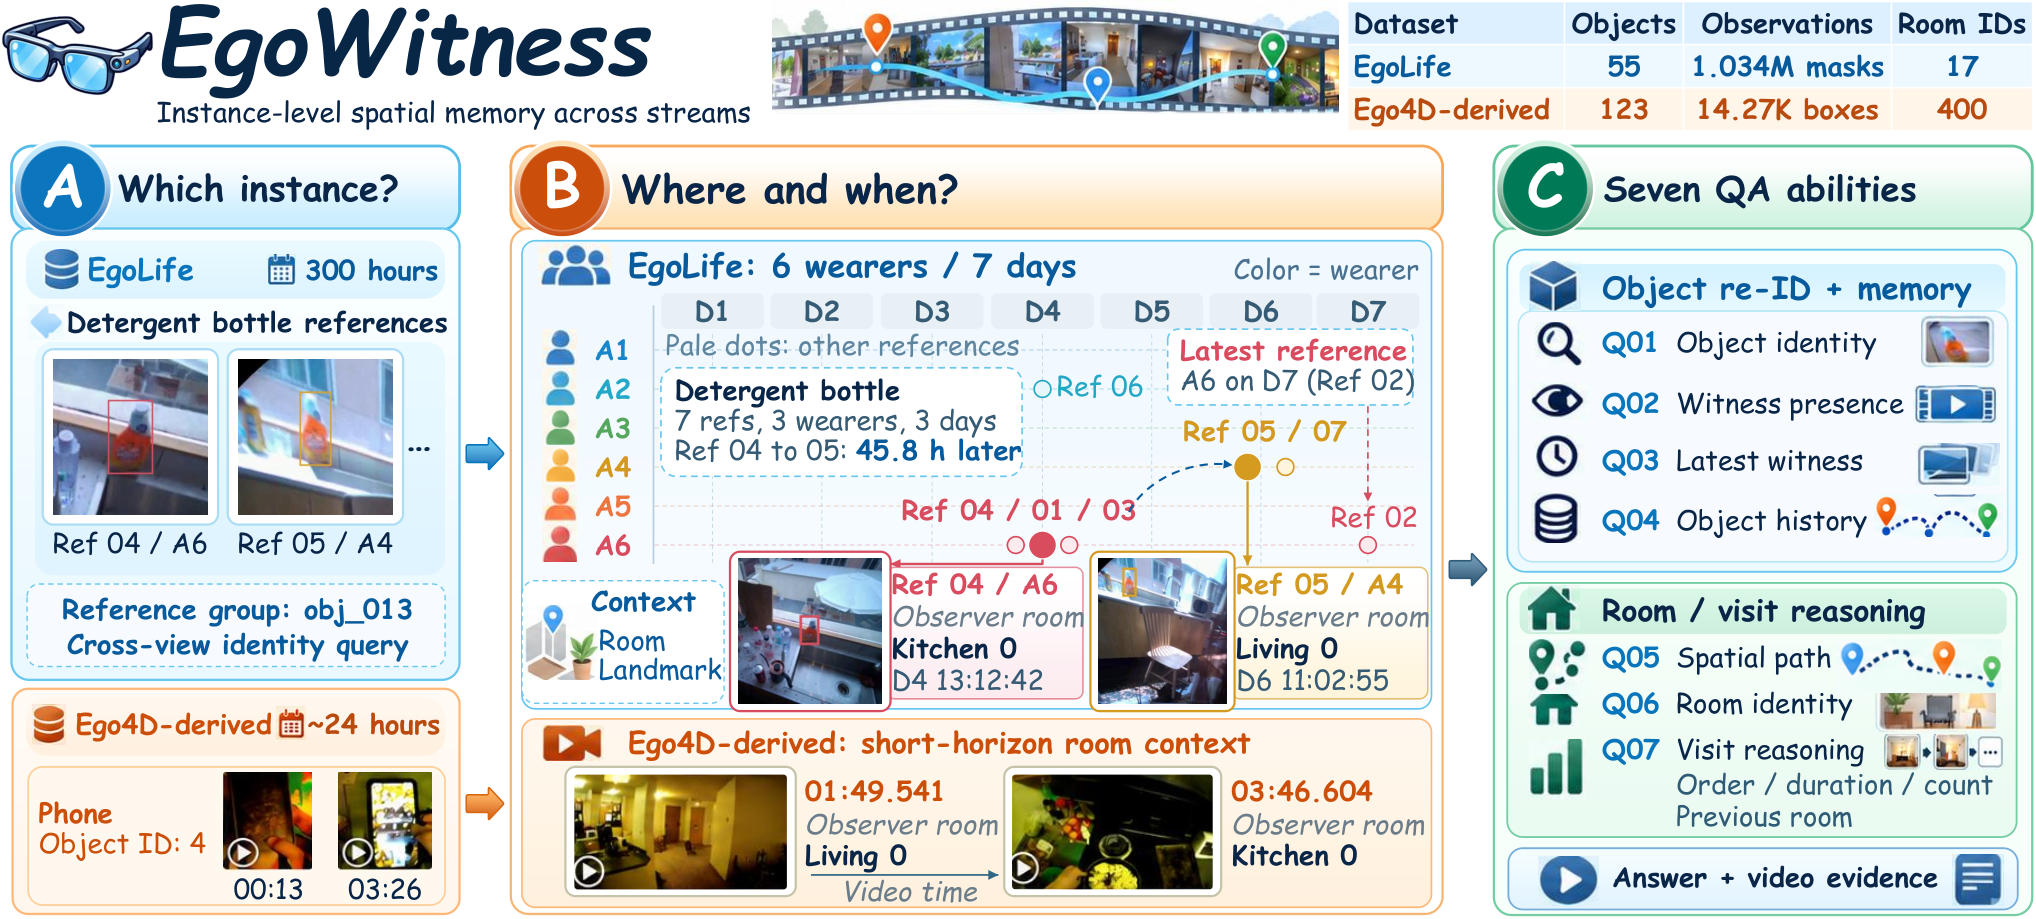 EgoWitness
Instance-level spatial memory across streams
Dataset Objects Observations Room IDs
EgoLife 55 1.034M masks 17
Ego4D-derived 123 14.27K boxes 400
A Which instance?
EgoLife 300 hours
Detergent bottle references
...
Ref 04 / A6 Ref 05 / A4
Reference group: obj_013
Cross-view identity query
Ego4D-derived ~24 hours
Phone
Object ID: 4
00:13 03:26
B Where and when?
EgoLife: 6 wearers / 7 days
Color = wearer
D1 D2 D3 D4 D5 D6 D7
A1
A2
A3
A4
A5
A6
Pale dots: other references
Detergent bottle
7 refs, 3 wearers, 3 days
Ref 04 to 05: 45.8 h later
Ref 06
Latest reference
A6 on D7 (Ref 02)
Ref 05 / 07
Ref 04 / 01 / 03
Ref 02
Context
Room
Landmark
Ref 04 / A6
Observer room
Kitchen 0
D4 13:12:42
Ref 05 / A4
Observer room
Living 0
D6 11:02:55
Ego4D-derived: short-horizon room context
01:49.541
Observer room
Living 0
Video time
03:46.604
Observer room
Kitchen 0
C Seven QA abilities
Object re-ID + memory
Q01 Object identity
Q02 Witness presence
Q03 Latest witness
Q04 Object history
Room / visit reasoning
Q05 Spatial path
Q06 Room identity
Q07 Visit reasoning
...
Order / duration / count
Previous room
Answer + video evidence